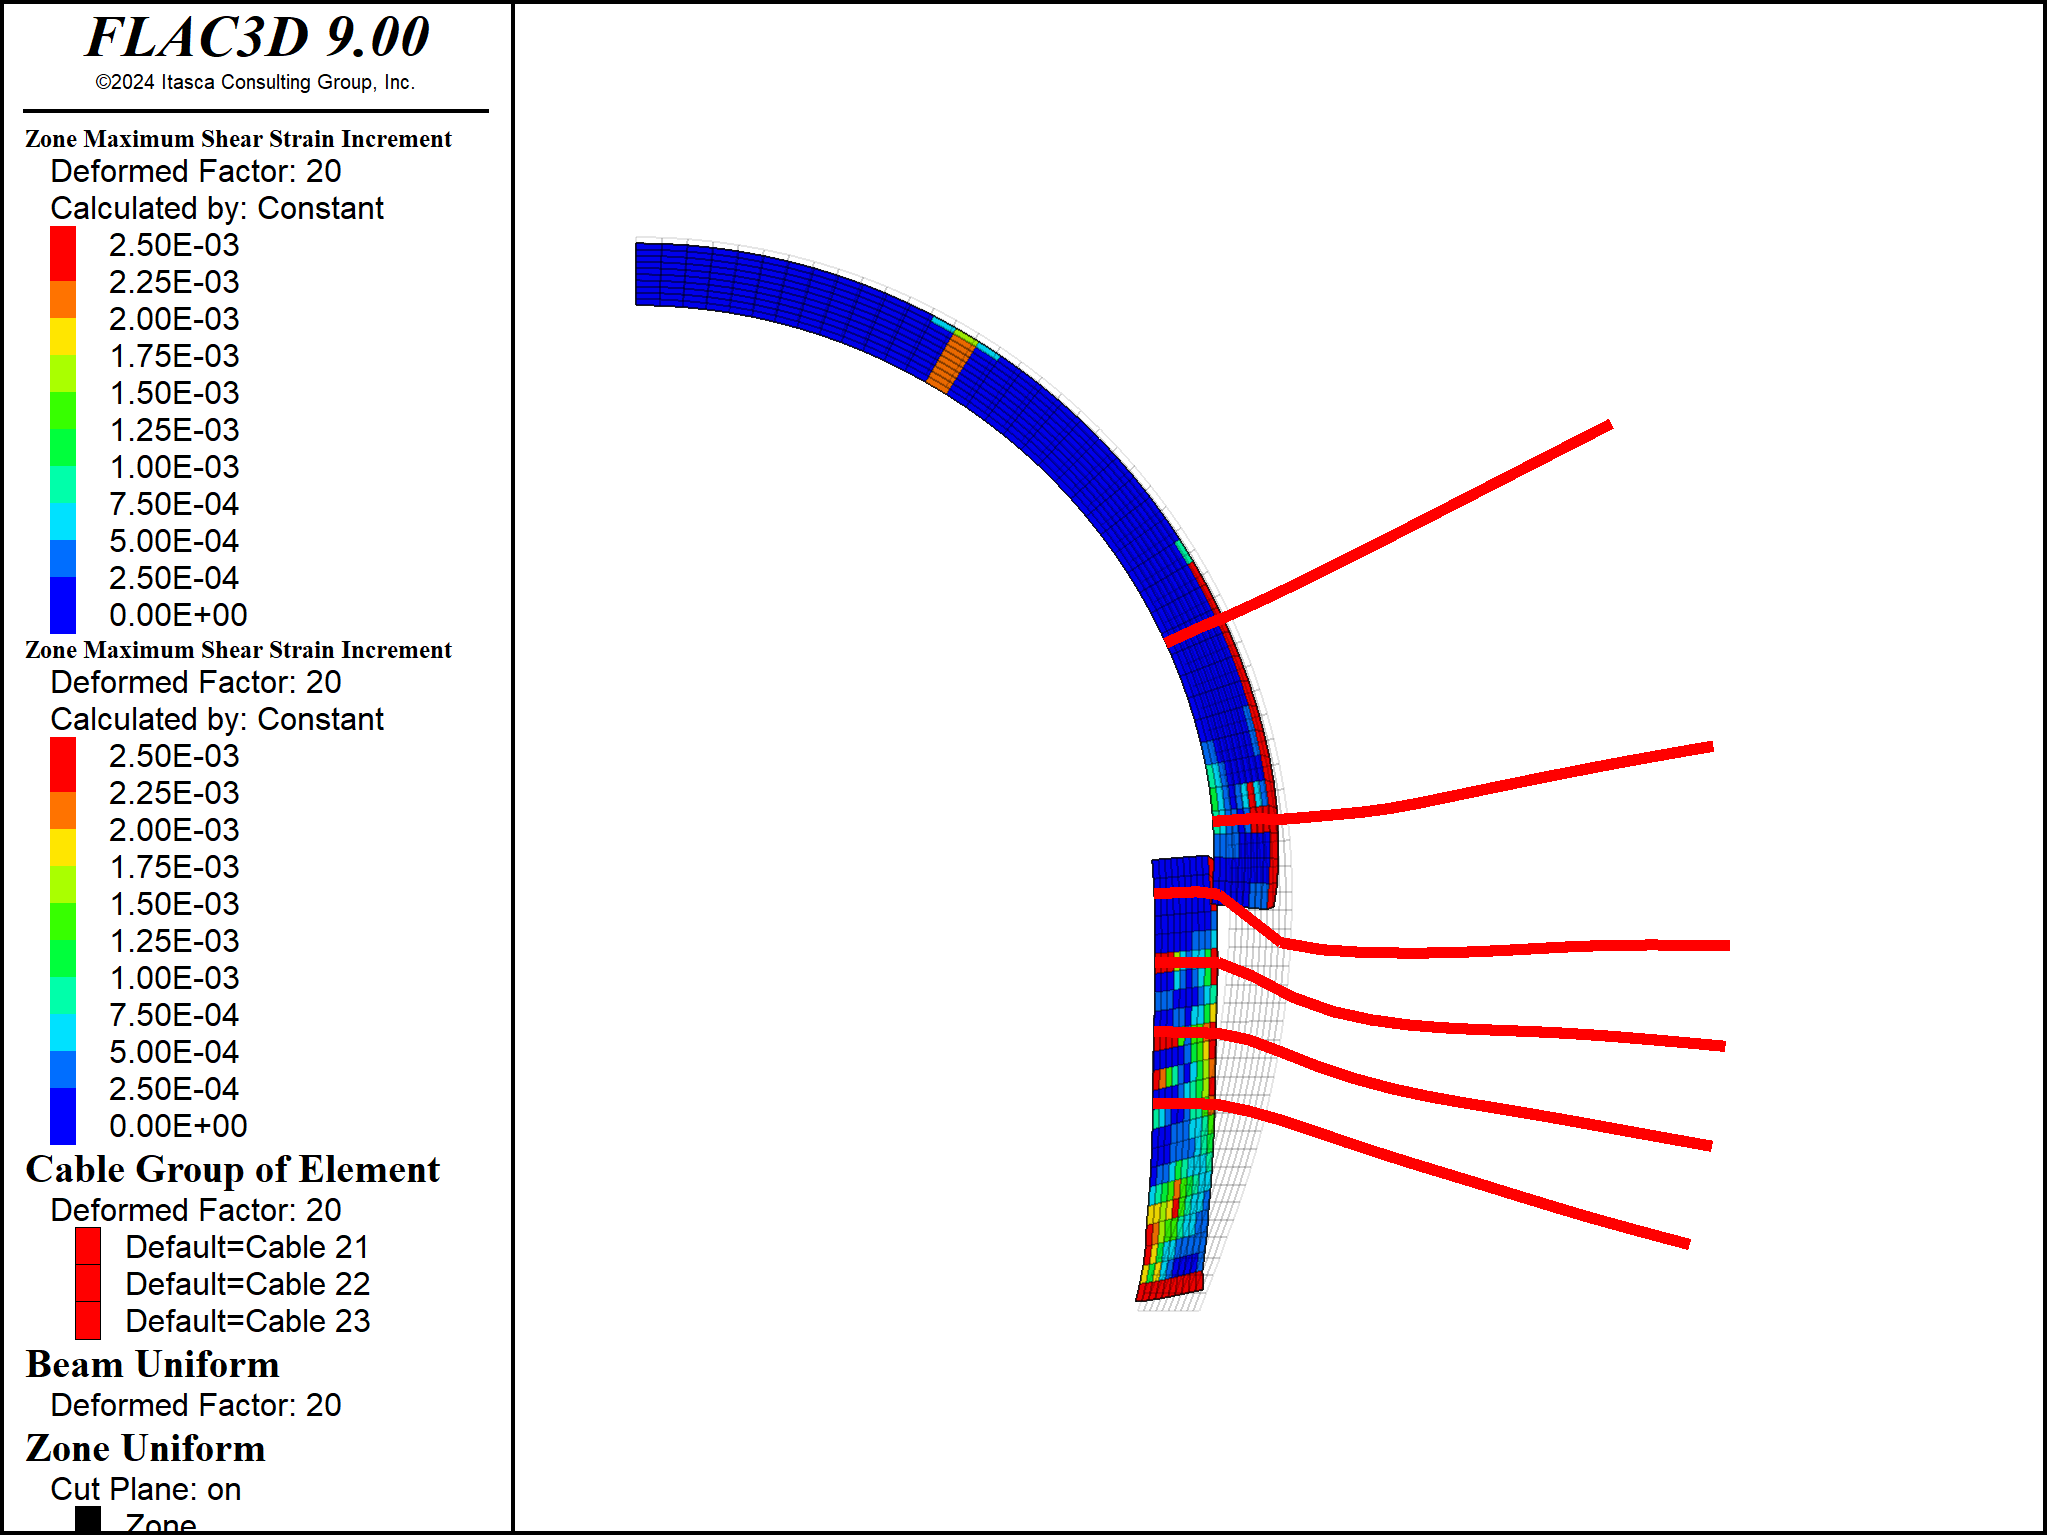 FLAC3D 9.00
©2024 Itasca Consulting Group, Inc.
Zone Maximum Shear Strain Increment
Deformed Factor: 20
Calculated by: Constant
2.50E-03
2.25E-03
2.00E-03
1.75E-03
1.50E-03
1.25E-03
1.00E-03
7.50E-04
5.00E-04
2.50E-04
0.00E+00
Zone Maximum Shear Strain Increment
Deformed Factor: 20
Calculated by: Constant
2.50E-03
2.25E-03
2.00E-03
1.75E-03
1.50E-03
1.25E-03
1.00E-03
7.50E-04
5.00E-04
2.50E-04
0.00E+00
Cable Group of Element
Deformed Factor: 20
Default=Cable 21
Default=Cable 22
Default=Cable 23
Beam Uniform
Deformed Factor: 20
Zone Uniform
Cut Plane: on
Zone